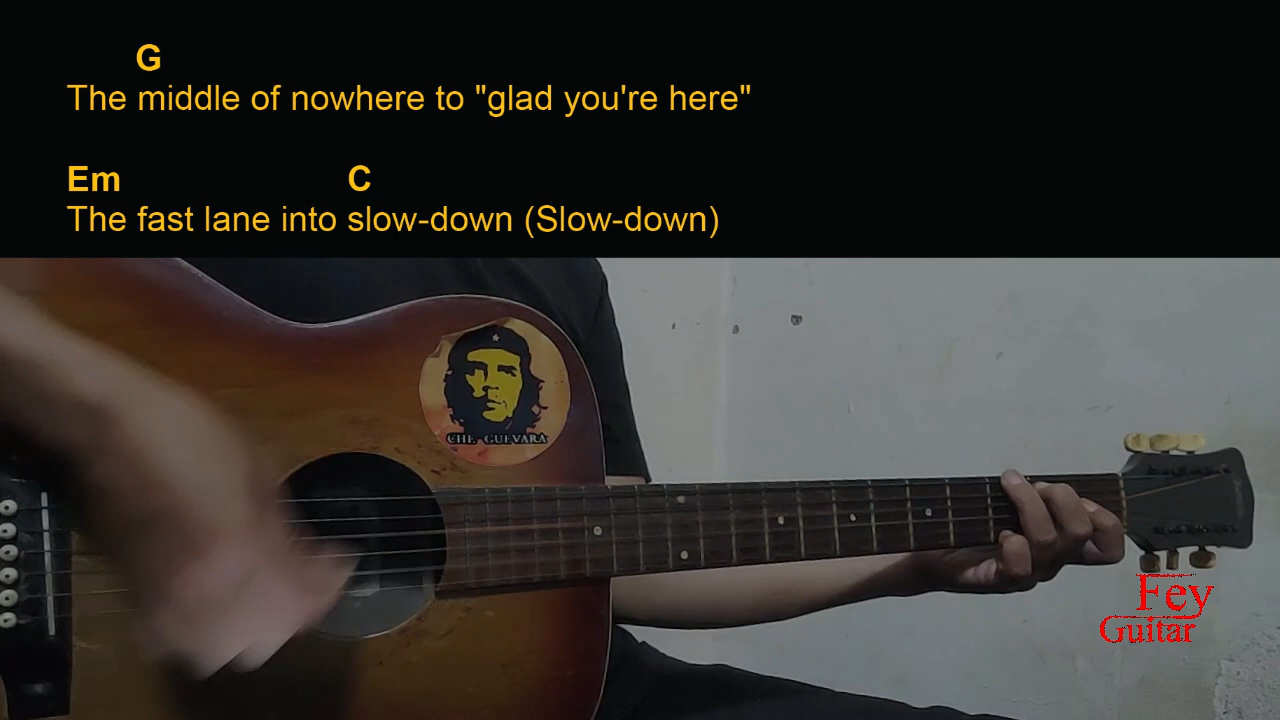 G
The middle of nowhere to "glad you're here"
Em C
The fast lane into slow-down (Slow-down)
CHE GUEVARA
Fey
Guitar